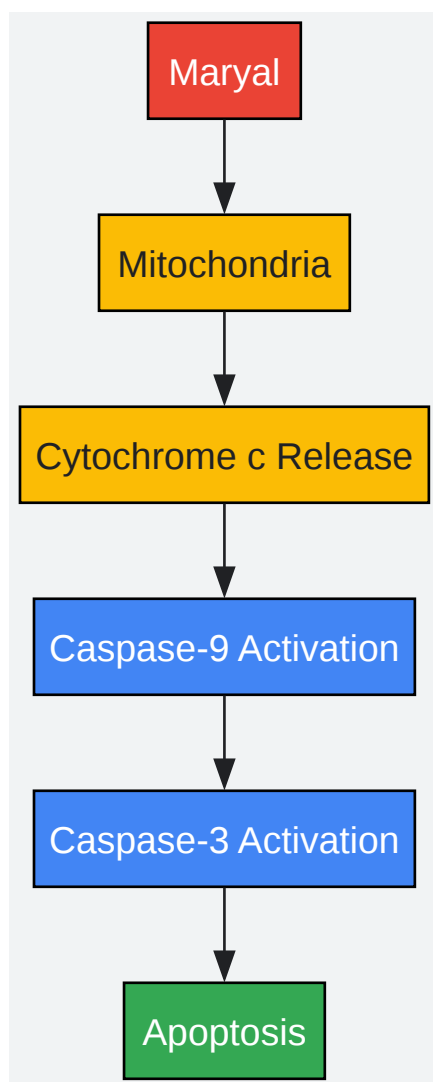 Maryal
Mitochondria
Cytochrome c Release
Caspase-9 Activation
Caspase-3 Activation
Apoptosis